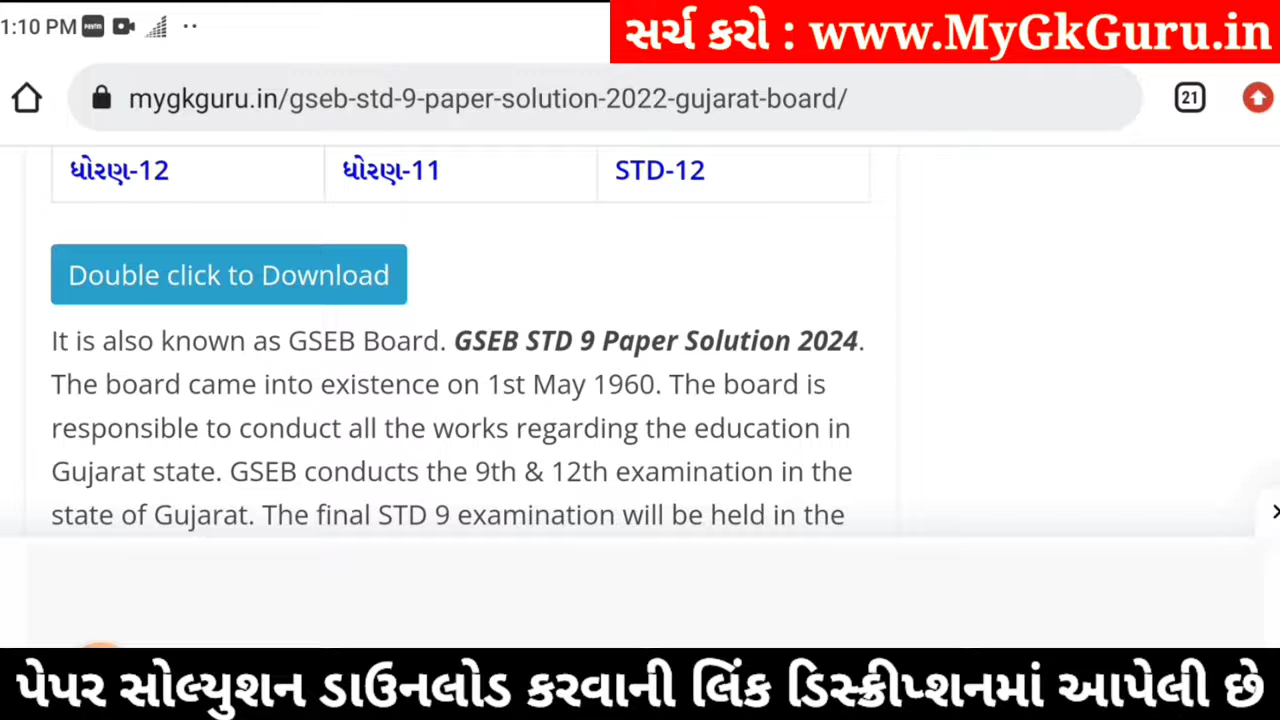 1:10 PM
સર્ચ કરો : www.MyGkGuru.in
mygkguru.in/gseb-std-9-paper-solution-2022-gujarat-board/
21
ધોરણ-12
ધોરણ-11
STD-12
Double click to Download
It is also known as GSEB Board. GSEB STD 9 Paper Solution 2024.
The board came into existence on 1st May 1960. The board is
responsible to conduct all the works regarding the education in
Gujarat state. GSEB conducts the 9th & 12th examination in the
state of Gujarat. The final STD 9 examination will be held in the
પેપર સોલ્યુશન ડાઉનલોડ કરવાની લિંક ડિસ્ક્રીપ્શનમાં આપેલી છે